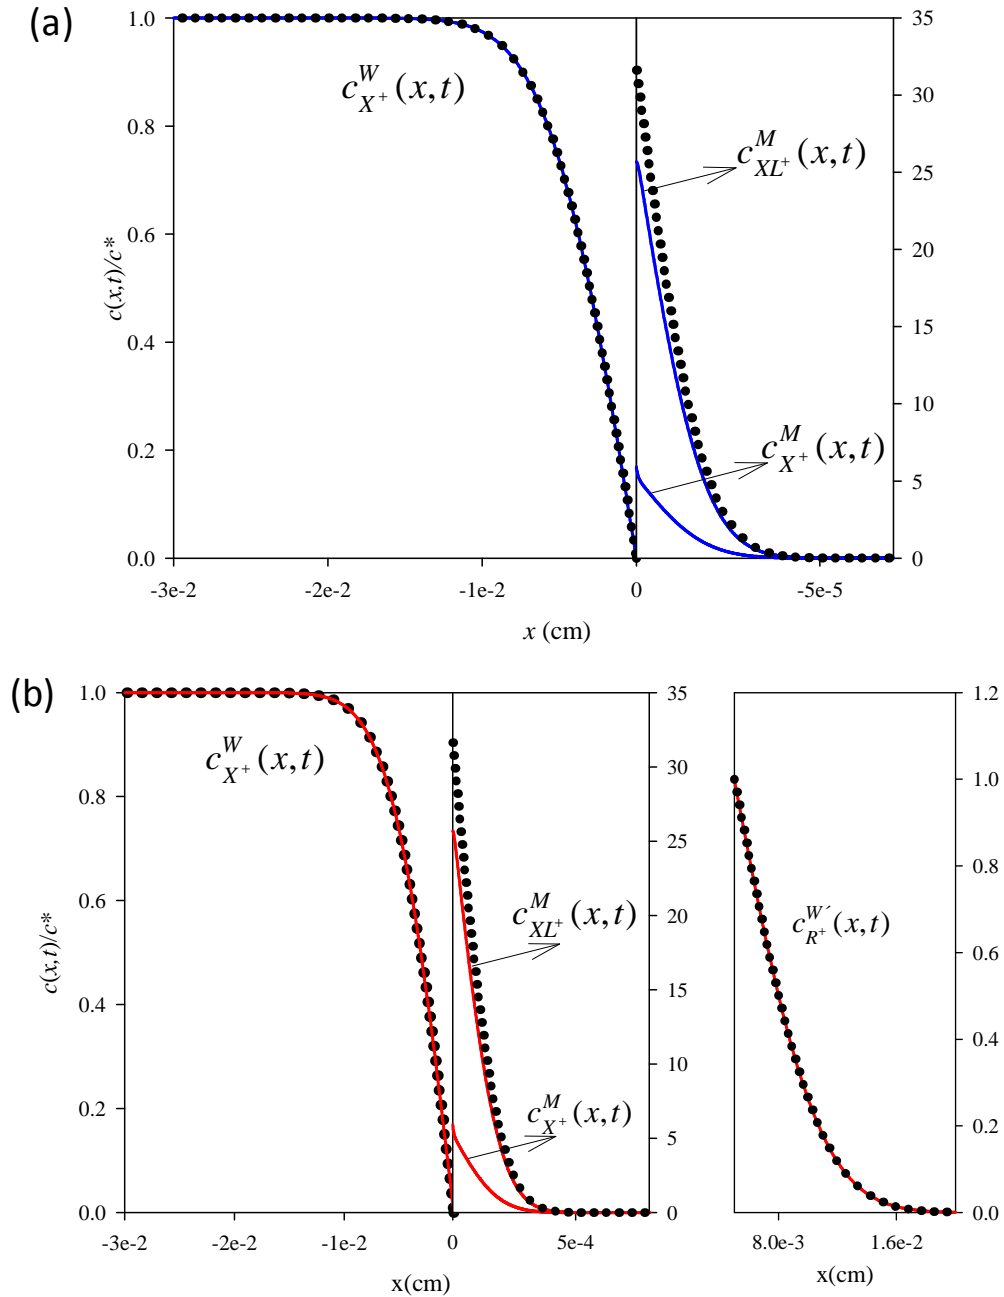 (a)
1.0
0.8
0.6
0.4
0.2
0.0
c(x,t)/c*
35
30
25
20
15
10
5
0
c^W_{X^+}(x,t)
c^M_{XL^+}(x,t)
c^M_{X^+}(x,t)
-3e-2 -2e-2 -1e-2 0 -5e-5
x (cm)
(b)
1.0
0.8
0.6
0.4
0.2
0.0
c(x,t)/c*
35
30
25
20
15
10
5
0
c^W_{X^+}(x,t)
c^M_{XL^+}(x,t)
c^M_{X^+}(x,t)
-3e-2 -2e-2 -1e-2 0 5e-4
x(cm)
1.2
1.0
0.8
0.6
0.4
0.2
0.0
c^{W´}_{R^+}(x,t)
8.0e-3 1.6e-2
x(cm)